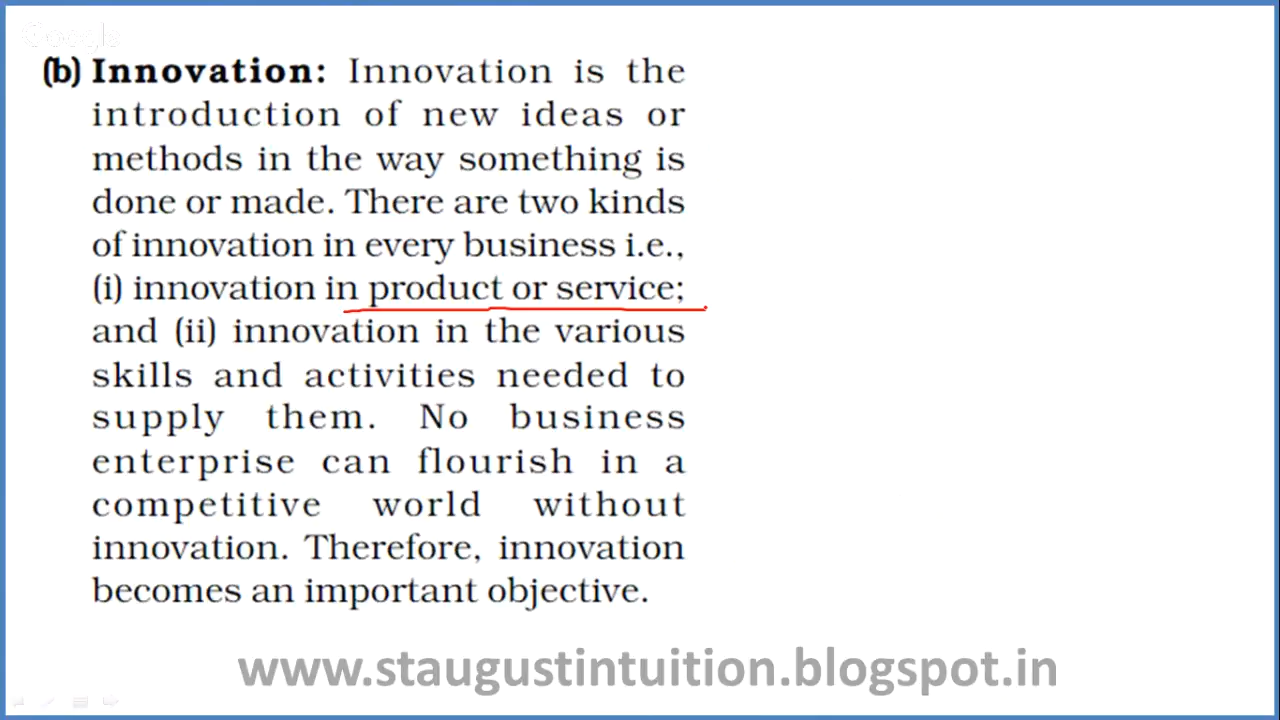 Google
(b) Innovation: Innovation is the
introduction of new ideas or
methods in the way something is
done or made. There are two kinds
of innovation in every business i.e.,
(i) innovation in product or service;
and (ii) innovation in the various
skills and activities needed to
supply them. No business
enterprise can flourish in a
competitive world without
innovation. Therefore, innovation
becomes an important objective.
www.staugustintuition.blogspot.in